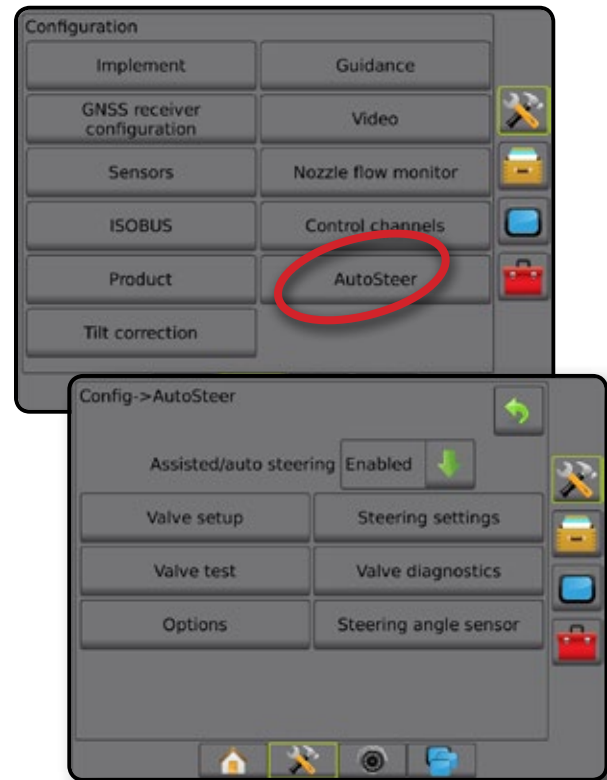 Configuration
Implement
Guidance
GNSS receiver
configuration
Video
Sensors
Nozzle flow monitor
ISOBUS
Control channels
Product
AutoSteer
Tilt correction
Config->AutoSteer
Assisted/auto steering Enabled
Valve setup
Steering settings
Valve test
Valve diagnostics
Options
Steering angle sensor